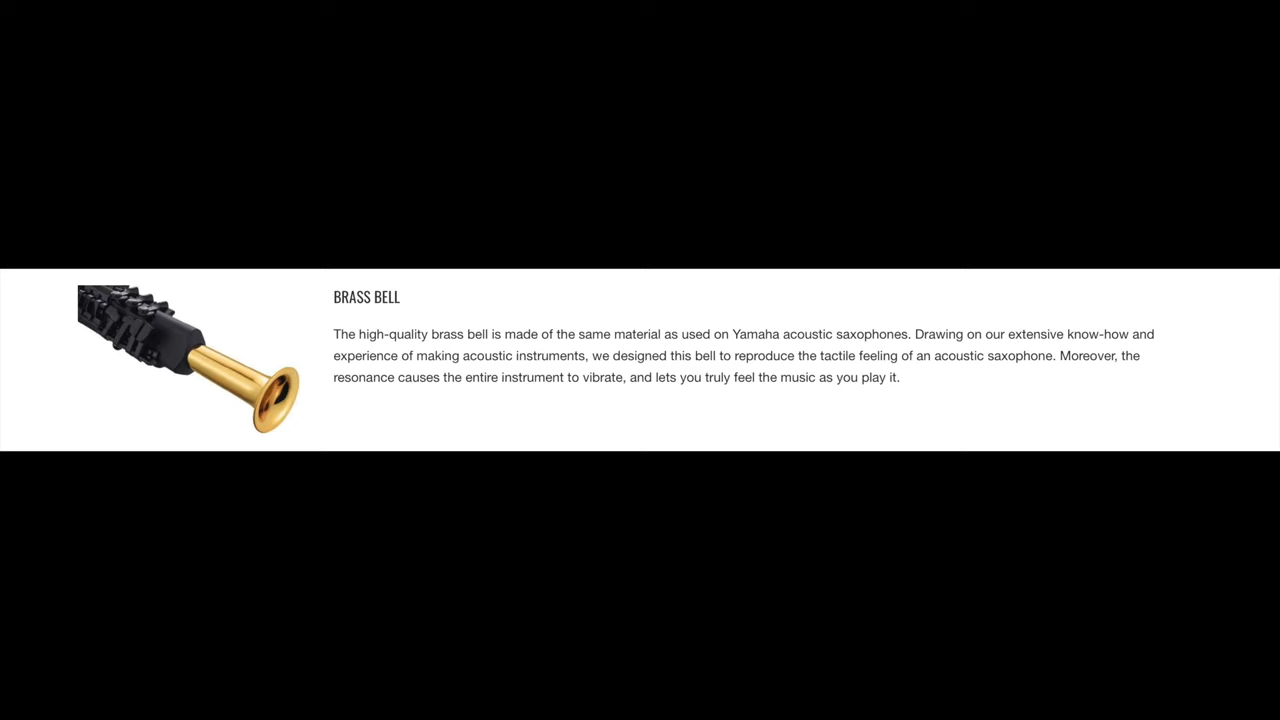 BRASS BELL
The high-quality brass bell is made of the same material as used on Yamaha acoustic saxophones. Drawing on our extensive know-how and
experience of making acoustic instruments, we designed this bell to reproduce the tactile feeling of an acoustic saxophone. Moreover, the
resonance causes the entire instrument to vibrate, and lets you truly feel the music as you play it.